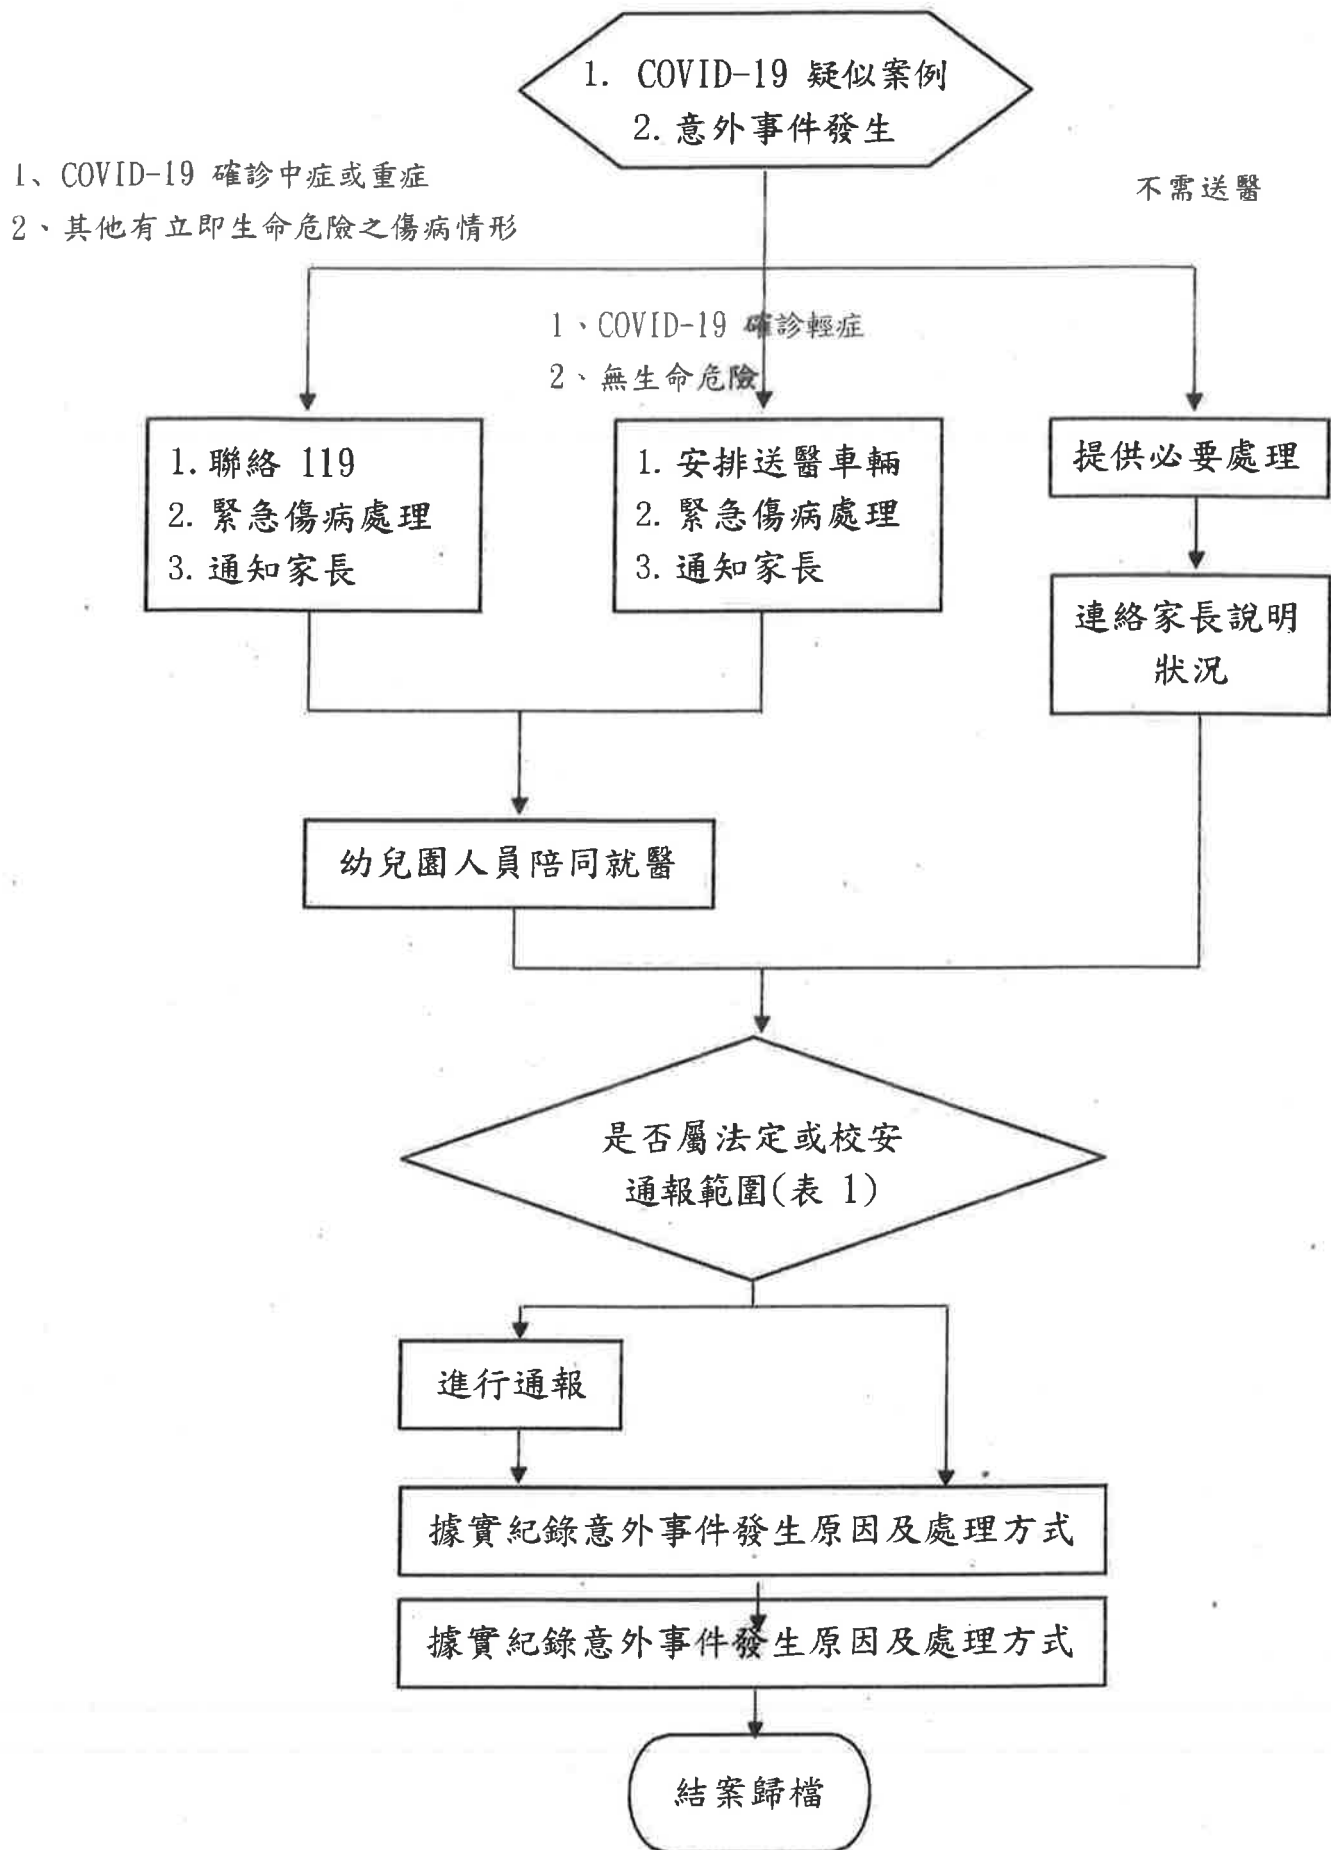 1. COVID-19 疑似案例
2. 意外事件發生
1、COVID-19 確診中症或重症
2、其他有立即生命危險之傷病情形
不需送醫
1、COVID-19 確診輕症
2、無生命危險
1. 聯絡 119
2. 緊急傷病處理
3. 通知家長
1. 安排送醫車輛
2. 緊急傷病處理
3. 通知家長
提供必要處理
連絡家長說明
狀況
幼兒園人員陪同就醫
是否屬法定或校安
通報範圍(表 1)
進行通報
據實紀錄意外事件發生原因及處理方式
據實紀錄意外事件發生原因及處理方式
結案歸檔